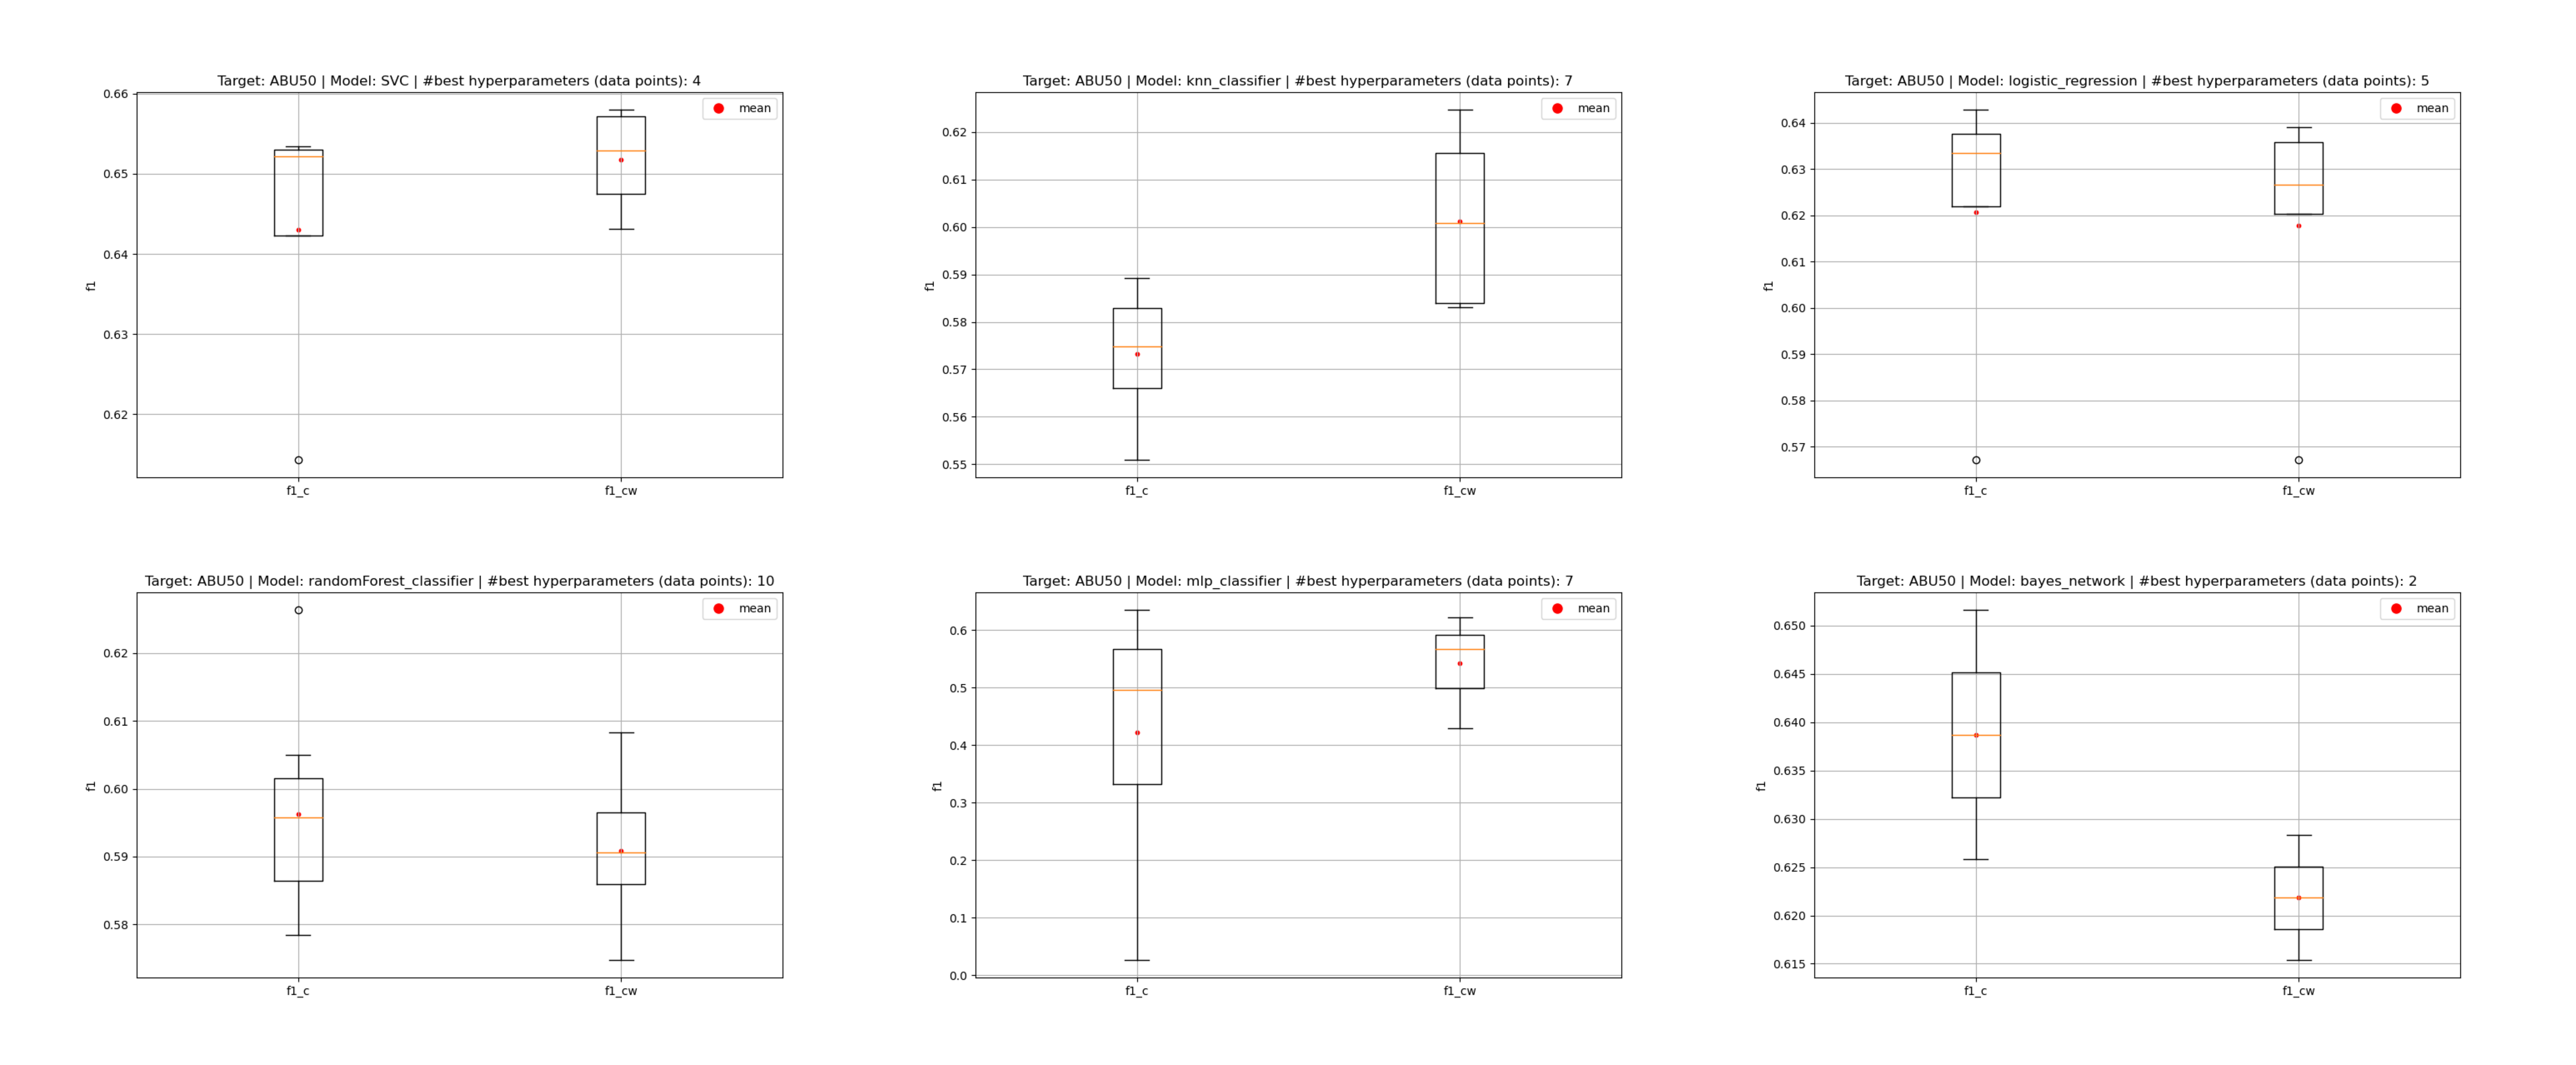 Target: ABU50 | Model: SVC | #best hyperparameters (data points): 4
0.66
0.65
0.64
0.63
0.62
f1
mean
f1_c
f1_cw
Target: ABU50 | Model: knn_classifier | #best hyperparameters (data points): 7
0.62
0.61
0.60
0.59
0.58
0.57
0.56
0.55
f1
mean
f1_c
f1_cw
Target: ABU50 | Model: logistic_regression | #best hyperparameters (data points): 5
0.64
0.63
0.62
0.61
0.60
0.59
0.58
0.57
f1
mean
f1_c
f1_cw
Target: ABU50 | Model: randomForest_classifier | #best hyperparameters (data points): 10
0.62
0.61
0.60
0.59
0.58
f1
mean
f1_c
f1_cw
Target: ABU50 | Model: mlp_classifier | #best hyperparameters (data points): 7
0.6
0.5
0.4
0.3
0.2
0.1
0.0
f1
mean
f1_c
f1_cw
Target: ABU50 | Model: bayes_network | #best hyperparameters (data points): 2
0.650
0.645
0.640
0.635
0.630
0.625
0.620
0.615
f1
mean
f1_c
f1_cw